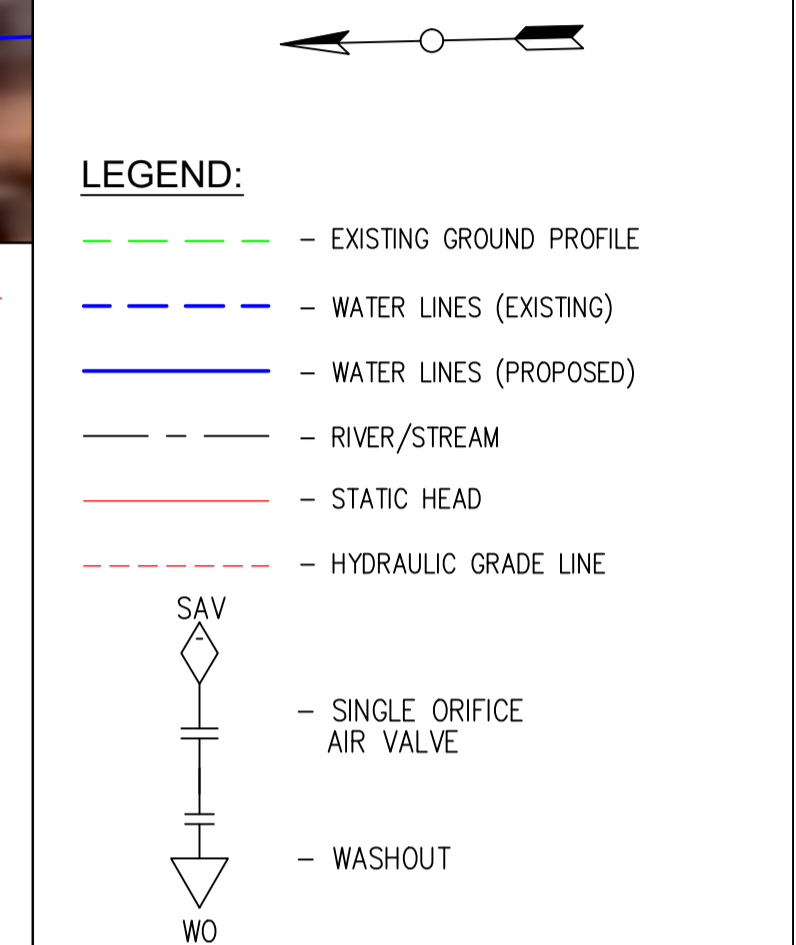 LEGEND:
– EXISTING GROUND PROFILE
– WATER LINES (EXISTING)
– WATER LINES (PROPOSED)
– RIVER/STREAM
– STATIC HEAD
– HYDRAULIC GRADE LINE
SAV
– SINGLE ORIFICE
AIR VALVE
– WASHOUT
WO